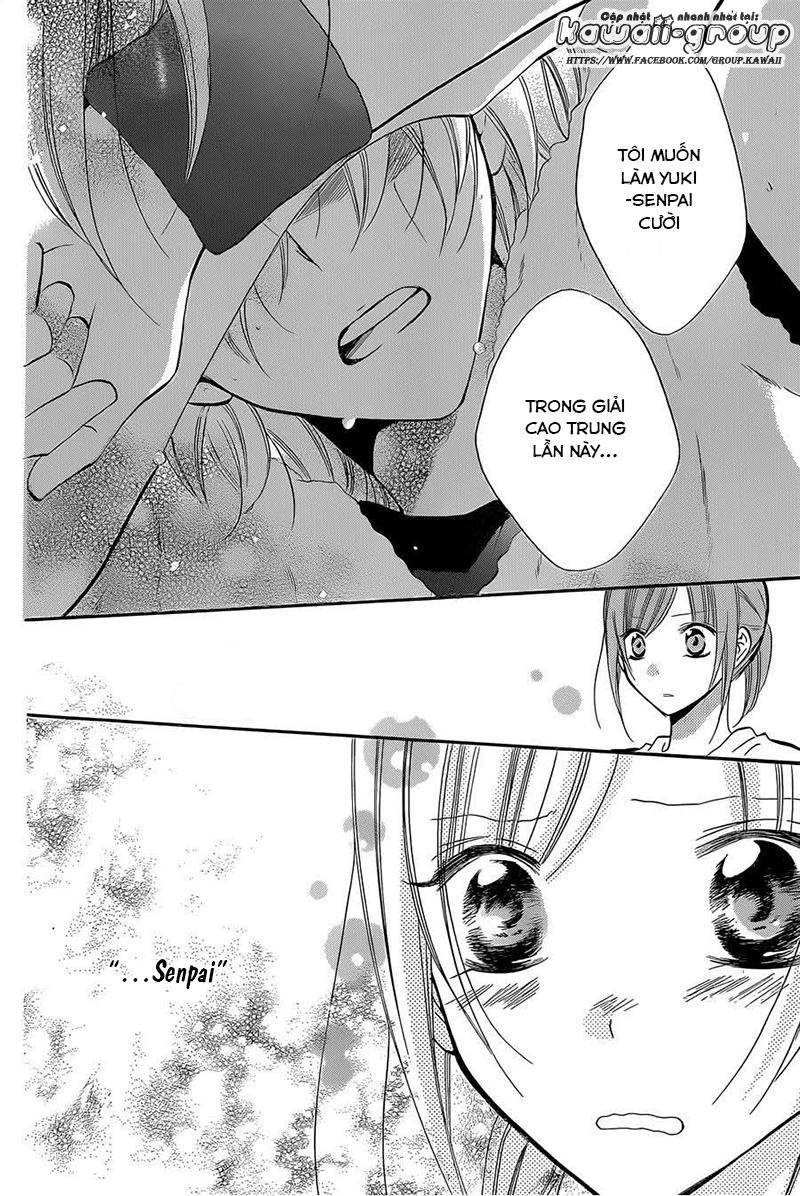 Cập nhật nhanh nhất tại:
Kawaii-group
HTTPS://WWW.FACEBOOK.COM/GROUP.KAWAII
TÔI MUỐN
LÀM YUKI
-SENPAI
CƯỜI
TRONG GIẢI
CAO TRUNG
LẦN NÀY...
“...Senpai”